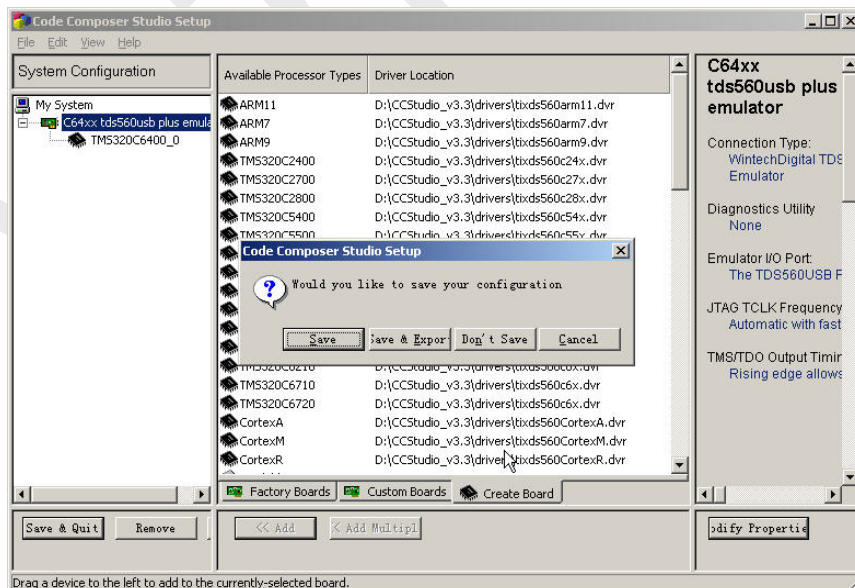 Code Composer Studio Setup
File Edit View Help
System Configuration
My System
C64xx tds560usb plus emula
TMS320C6400_0
Save & Quit
Remove
Available Processor Types Driver Location
ARM11 D:\CCStudio_v3.3\drivers\tixds560arm11.dvr
ARM7 D:\CCStudio_v3.3\drivers\tixds560arm7.dvr
ARM9 D:\CCStudio_v3.3\drivers\tixds560arm9.dvr
TMS320C2400 D:\CCStudio_v3.3\drivers\tixds560c24x.dvr
TMS320C2700 D:\CCStudio_v3.3\drivers\tixds560c27x.dvr
TMS320C2800 D:\CCStudio_v3.3\drivers\tixds560c28x.dvr
TMS320C5400 D:\CCStudio_v3.3\drivers\tixds560c54x.dvr
TMS320C5500 D:\CCStudio_v3.3\drivers\tixds560c55x.dvr
Code Composer Studio Setup
Would you like to save your configuration
Save
Save & Expor
Don't Save
Cancel
TMS320C6710 D:\CCStudio_v3.3\drivers\tixds560c6x.dvr
TMS320C6720 D:\CCStudio_v3.3\drivers\tixds560c6x.dvr
CortexA D:\CCStudio_v3.3\drivers\tixds560CortexA.dvr
CortexM D:\CCStudio_v3.3\drivers\tixds560CortexM.dvr
CortexR D:\CCStudio_v3.3\drivers\tixds560CortexR.dvr
Factory Boards
Custom Boards
Create Board
<< Add
< Add Multipl
C64xx
tds560usb plus
emulator
Connection Type:
WintechDigital TDS
Emulator
Diagnostics Utility
None
Emulator I/O Port:
The TDS560USB
JTAG TCLK Frequency
Automatic with fast
TMS/TDO Output Timin
Rising edge allows
odify Propertie
Drag a device to the left to add to the currently-selected board.